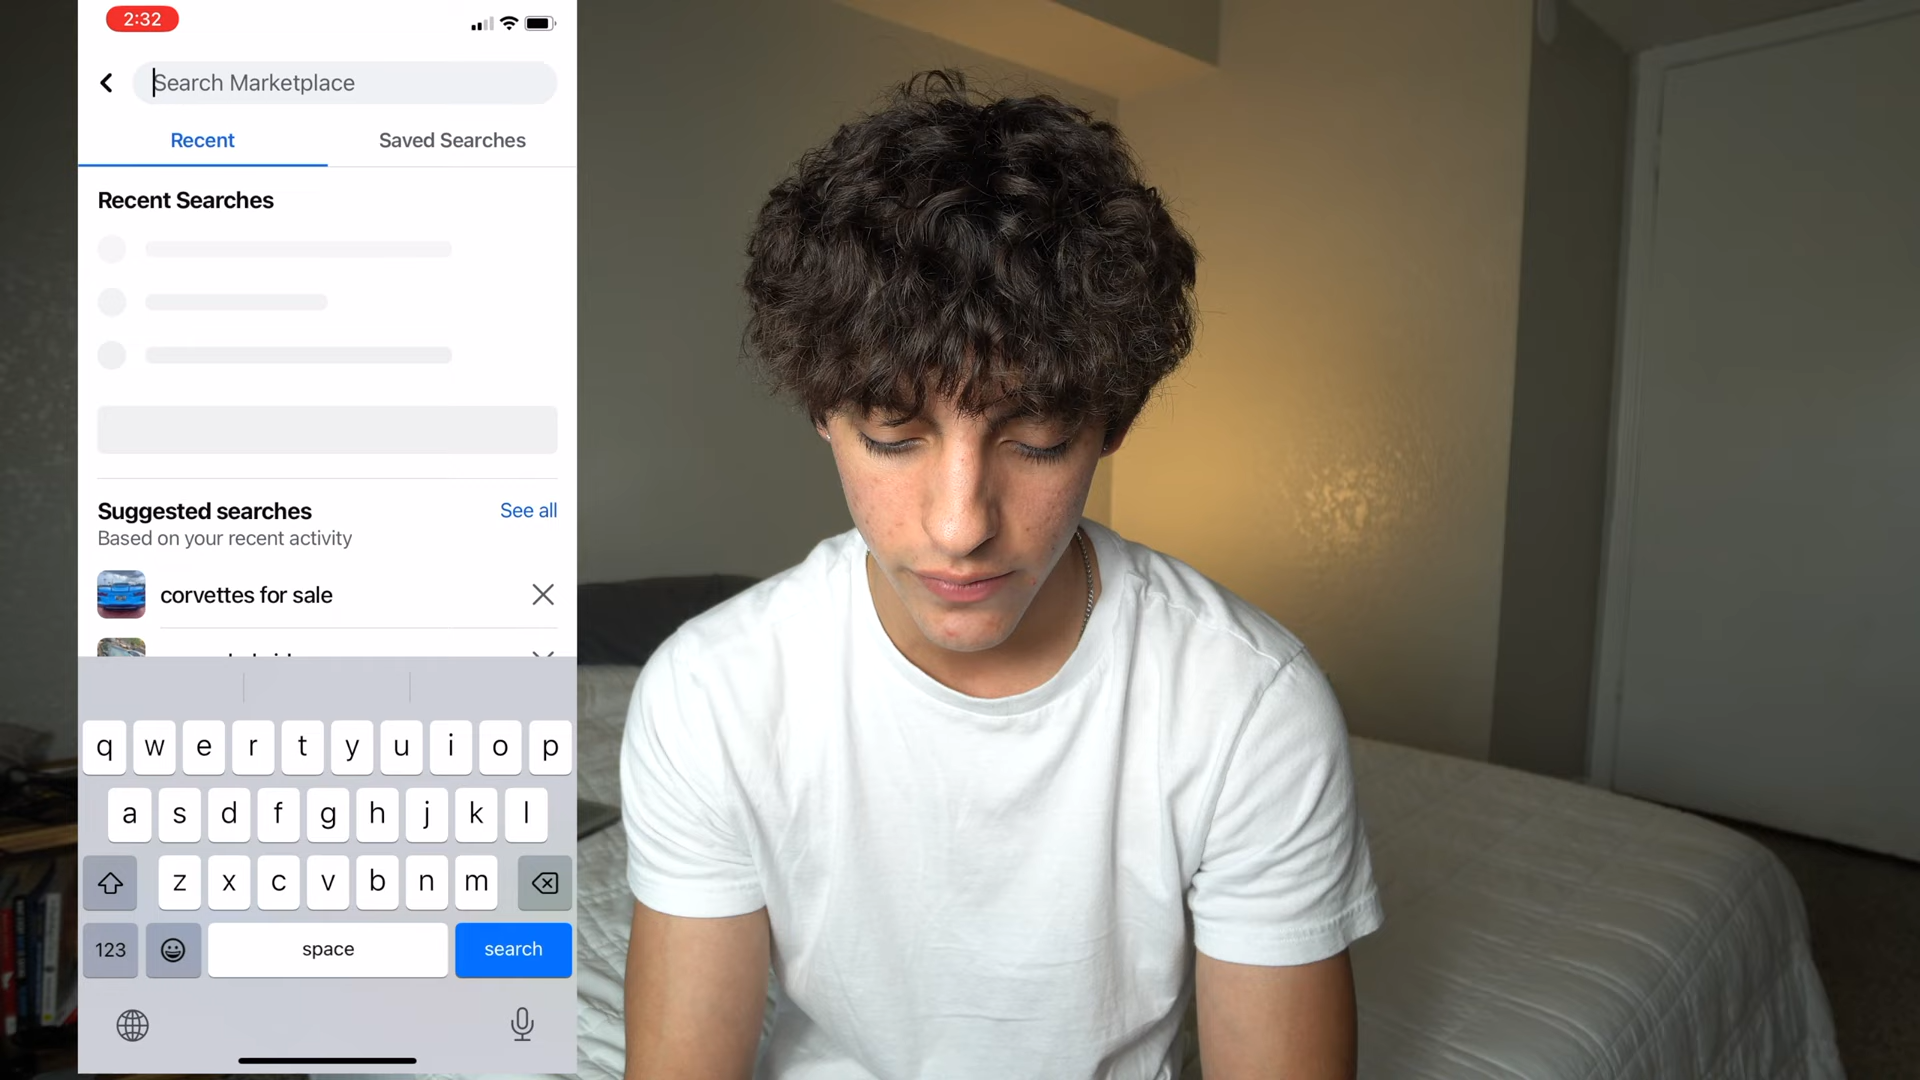 2:32
Search Marketplace
Recent
Saved Searches
Recent Searches
Suggested searches
See all
Based on your recent activity
corvettes for sale
q w e r t y u i o p
a s d f g h j k l
z x c v b n m
123
space
search